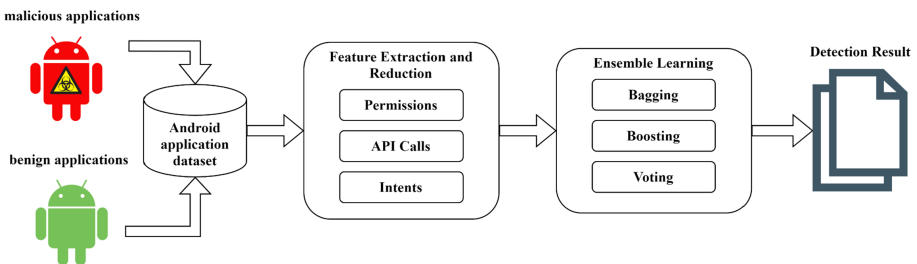 malicious applications
benign applications
Android
application
dataset
Feature Extraction and
Reduction
Permissions
API Calls
Intents
Ensemble Learning
Bagging
Boosting
Voting
Detection Result